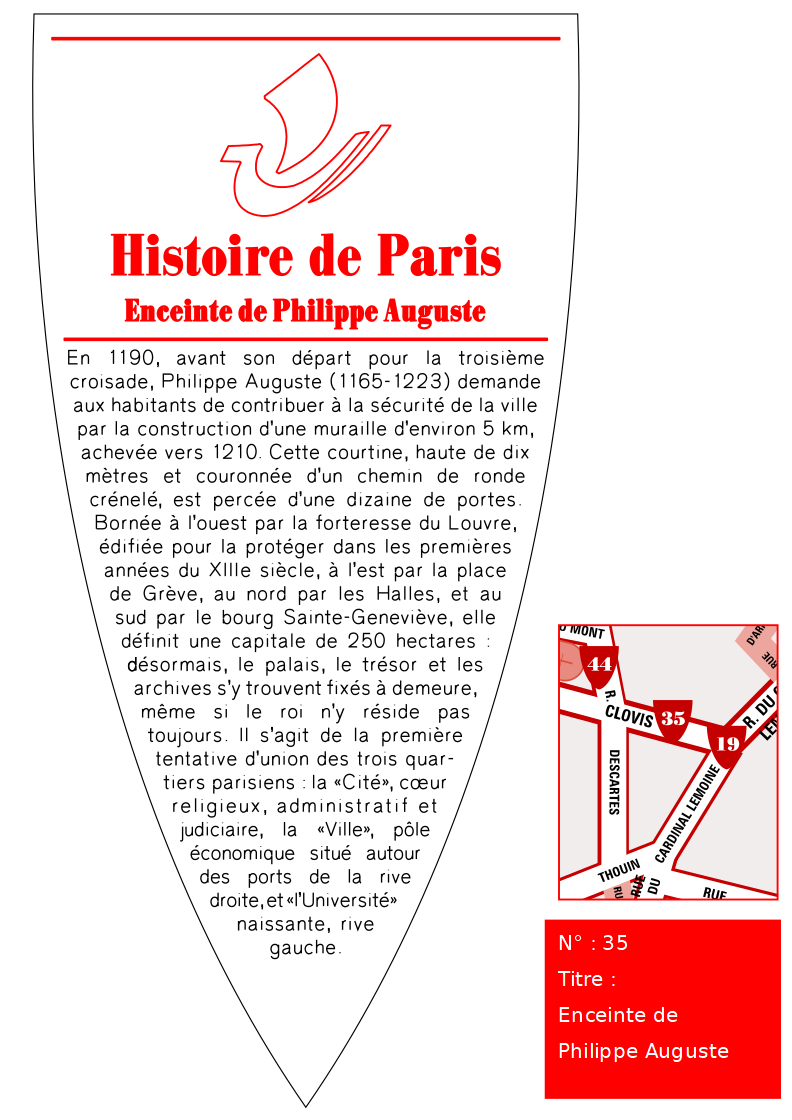 Histoire de Paris
Enceinte de Philippe Auguste
En 1190, avant son départ pour la troisième
croisade, Philippe Auguste (1165-1223) demande
aux habitants de contribuer à la sécurité de la ville
par la construction d'une muraille d'environ 5 km,
achevée vers 1210. Cette courtine, haute de dix
mètres et couronnée d'un chemin de ronde
crénelé, est percée d'une dizaine de portes.
Bornée à l'ouest par la forteresse du Louvre,
édifiée pour la protéger dans les premières
années du XIIIe siècle, à l'est par la place
de Grève, au nord par les Halles, et au
sud par le bourg Sainte-Geneviève, elle
définit une capitale de 250 hectares :
désormais, le palais, le trésor et les
archives s'y trouvent fixés à demeure,
même si le roi n'y réside pas
toujours. Il s'agit de la première
tentative d'union des trois quar-
tiers parisiens : la «Cité», cœur
religieux, administratif et
judiciaire, la «Ville», pôle
économique situé autour
des ports de la rive
droite,et«l'Université»
naissante, rive
gauche.
MONT
D'AR
RUE
44
R.
CLOVIS
35
19
R. DU
LEM
DESCARTES
CARDINAL LEMOINE
THOUIN
RU
RUE
DU
RUE
N° : 35
Titre :
Enceinte de
Philippe Auguste